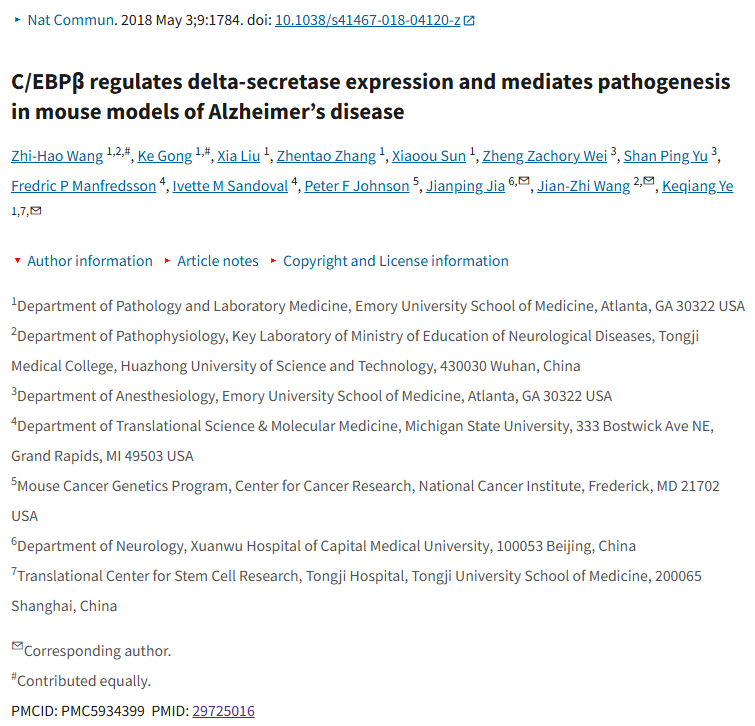 ▸ Nat Commun. 2018 May 3;9:1784. doi: 10.1038/s41467-018-04120-z
C/EBPβ regulates delta-secretase expression and mediates pathogenesis
in mouse models of Alzheimer’s disease
Zhi-Hao Wang 1,2,#, Ke Gong 1,#, Xia Liu 1, Zhentao Zhang 1, Xiaoou Sun 1, Zheng Zachory Wei 3, Shan Ping Yu 3,
Fredric P Manfredsson 4, Ivette M Sandoval 4, Peter F Johnson 5, Jianping Jia 6,✉, Jian-Zhi Wang 2,✉, Keqiang Ye
1,7,✉
▾ Author information ▸ Article notes ▸ Copyright and License information
1Department of Pathology and Laboratory Medicine, Emory University School of Medicine, Atlanta, GA 30322 USA
2Department of Pathophysiology, Key Laboratory of Ministry of Education of Neurological Diseases, Tongji
Medical College, Huazhong University of Science and Technology, 430030 Wuhan, China
3Department of Anesthesiology, Emory University School of Medicine, Atlanta, GA 30322 USA
4Department of Translational Science & Molecular Medicine, Michigan State University, 333 Bostwick Ave NE,
Grand Rapids, MI 49503 USA
5Mouse Cancer Genetics Program, Center for Cancer Research, National Cancer Institute, Frederick, MD 21702
USA
6Department of Neurology, Xuanwu Hospital of Capital Medical University, 100053 Beijing, China
7Translational Center for Stem Cell Research, Tongji Hospital, Tongji University School of Medicine, 200065
Shanghai, China
✉Corresponding author.
#Contributed equally.
PMCID: PMC5934399 PMID: 29725016